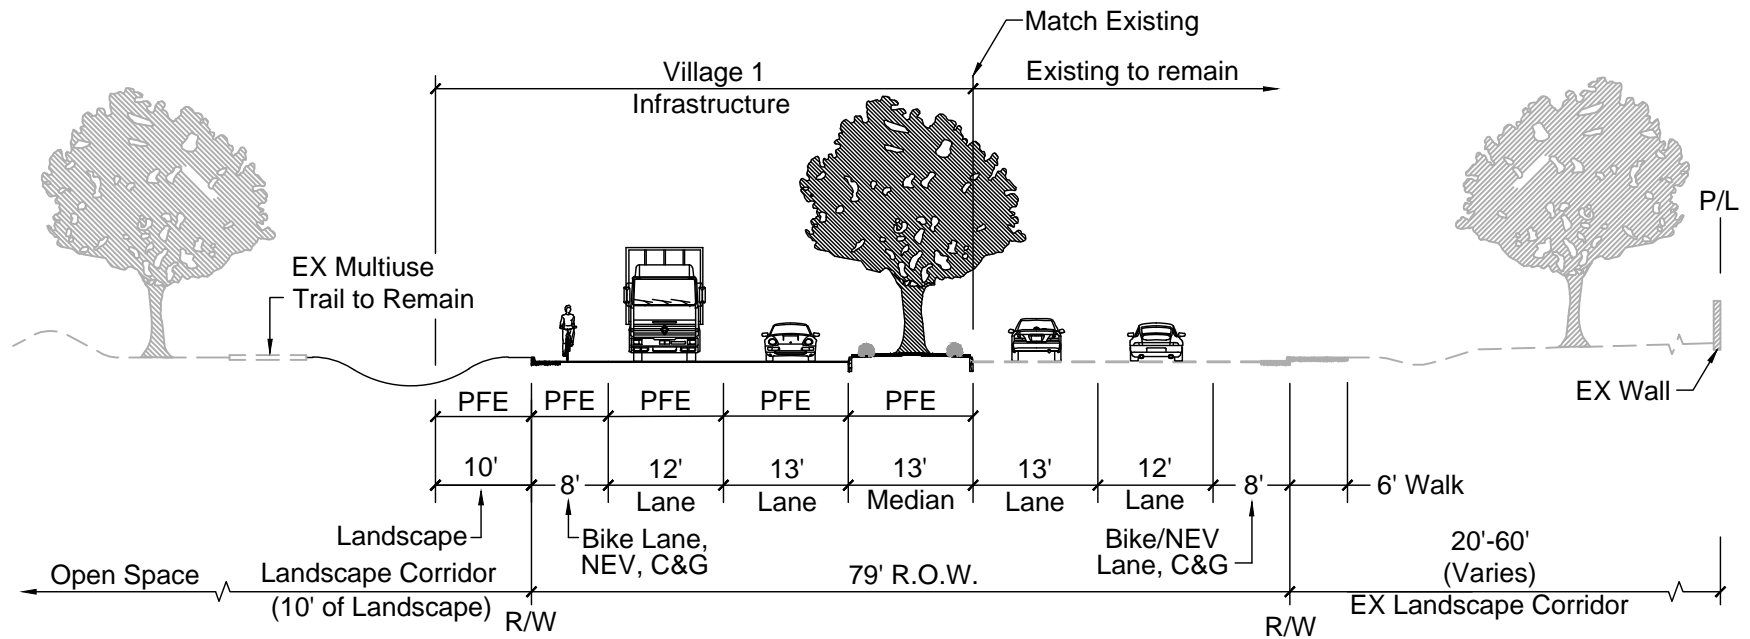 Match Existing
Village 1
Infrastructure
Existing to remain
P/L
EX Multiuse
Trail to Remain
EX Wall
PFE PFE PFE PFE PFE
10' 8' 12' 13' 13' 13' 12' 8' 6' Walk
Lane Lane Median Lane Lane
Landscape
Bike Lane,
NEV, C&G
Bike/NEV
Lane, C&G
Open Space
Landscape Corridor
(10' of Landscape)
79' R.O.W.
20'-60'
(Varies)
EX Landscape Corridor
R/W R/W